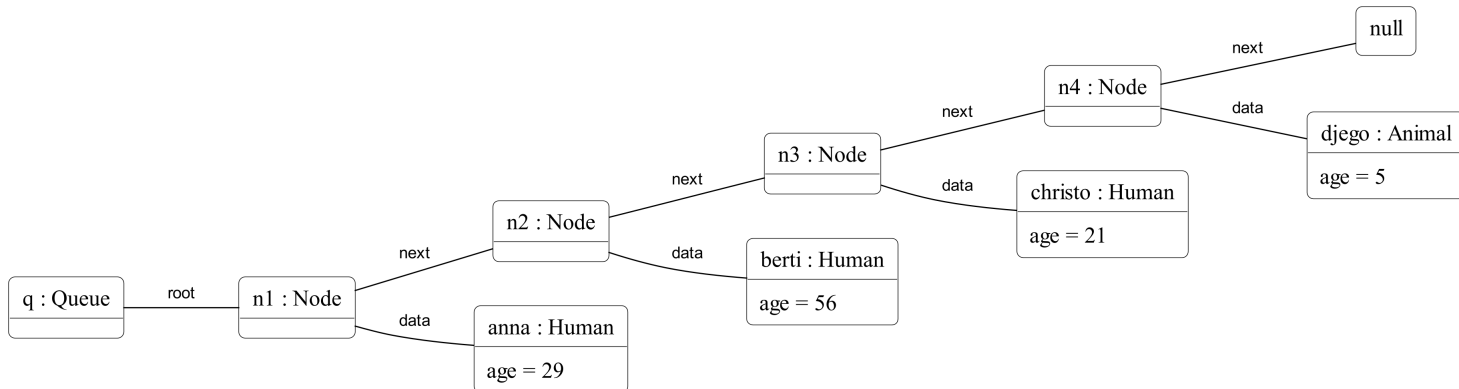 null
next
n4 : Node
data
djego : Animal
age = 5
next
n3 : Node
data
christo : Human
age = 21
next
n2 : Node
data
berti : Human
age = 56
next
q : Queue
root
n1 : Node
data
anna : Human
age = 29